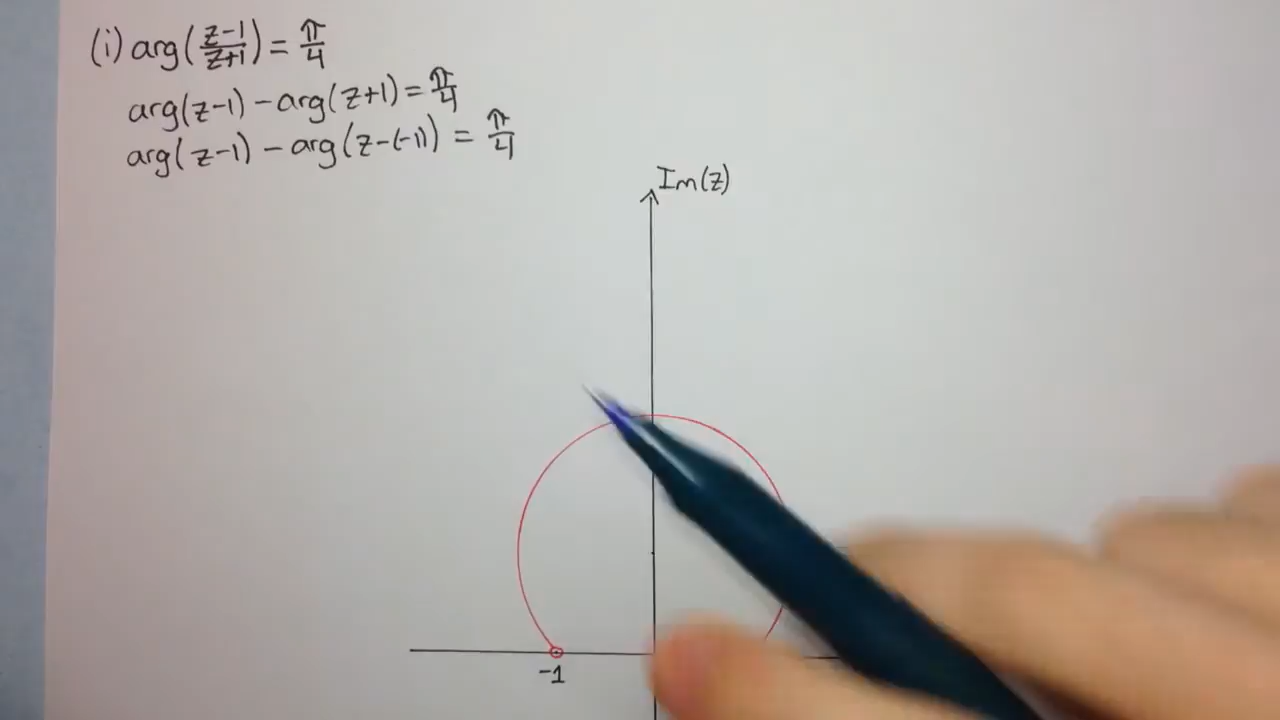 (i) arg(z-1/z+1) = π/4
arg(z-1) - arg(z+1) = π/4
arg(z-1) - arg(z-(-1)) = π/4
Im(z)
-1